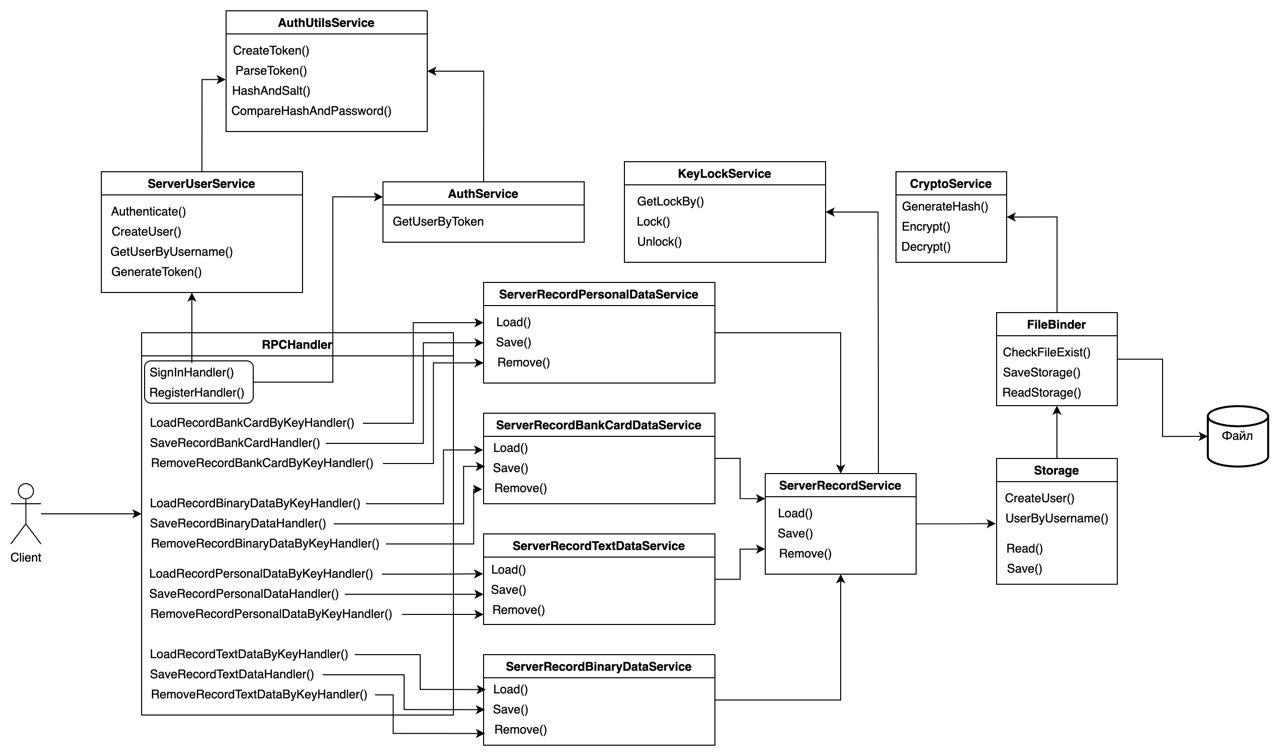 AuthUtilsService
CreateToken()
ParseToken()
HashAndSalt()
CompareHashAndPassword()
ServerUserService
Authenticate()
CreateUser()
GetUserByUsername()
GenerateToken()
AuthService
GetUserByToken
KeyLockService
GetLockBy()
Lock()
Unlock()
CryptoService
GenerateHash()
Encrypt()
Decrypt()
RPCHandler
SignInHandler()
RegisterHandler()
LoadRecordBankCardByKeyHandler()
SaveRecordBankCardHandler()
RemoveRecordBankCardByKeyHandler()
LoadRecordBinaryDataByKeyHandler()
SaveRecordBinaryDataHandler()
RemoveRecordBinaryDataByKeyHandler()
LoadRecordPersonalDataByKeyHandler()
SaveRecordPersonalDataHandler()
RemoveRecordPersonalDataByKeyHandler()
LoadRecordTextDataByKeyHandler()
SaveRecordTextDataHandler()
RemoveRecordTextDataByKeyHandler()
Client
ServerRecordPersonalDataService
Load()
Save()
Remove()
ServerRecordBankCardDataService
Load()
Save()
Remove()
ServerRecordTextDataService
Load()
Save()
Remove()
ServerRecordBinaryDataService
Load()
Save()
Remove()
ServerRecordService
Load()
Save()
Remove()
FileBinder
CheckFileExist()
SaveStorage()
ReadStorage()
Storage
CreateUser()
UserByUsername()
Read()
Save()
Файл